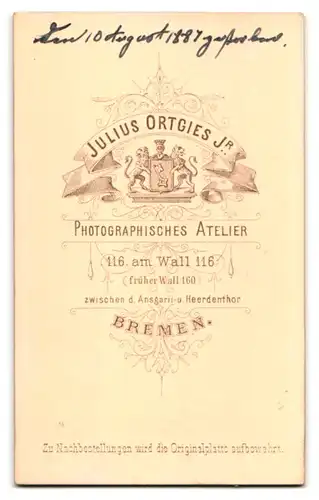 Den 10 August 1887 gestorben.
JULIUS ORTGIES JR.
PHOTOGRAPHISCHES ATELIER
116. am Wall 116
(früher Wall 160)
zwischen d. Ansgarii- u. Heerdenthor
BREMEN.
Zu Nachbestellungen wird die Originalplatte aufbewahrt.